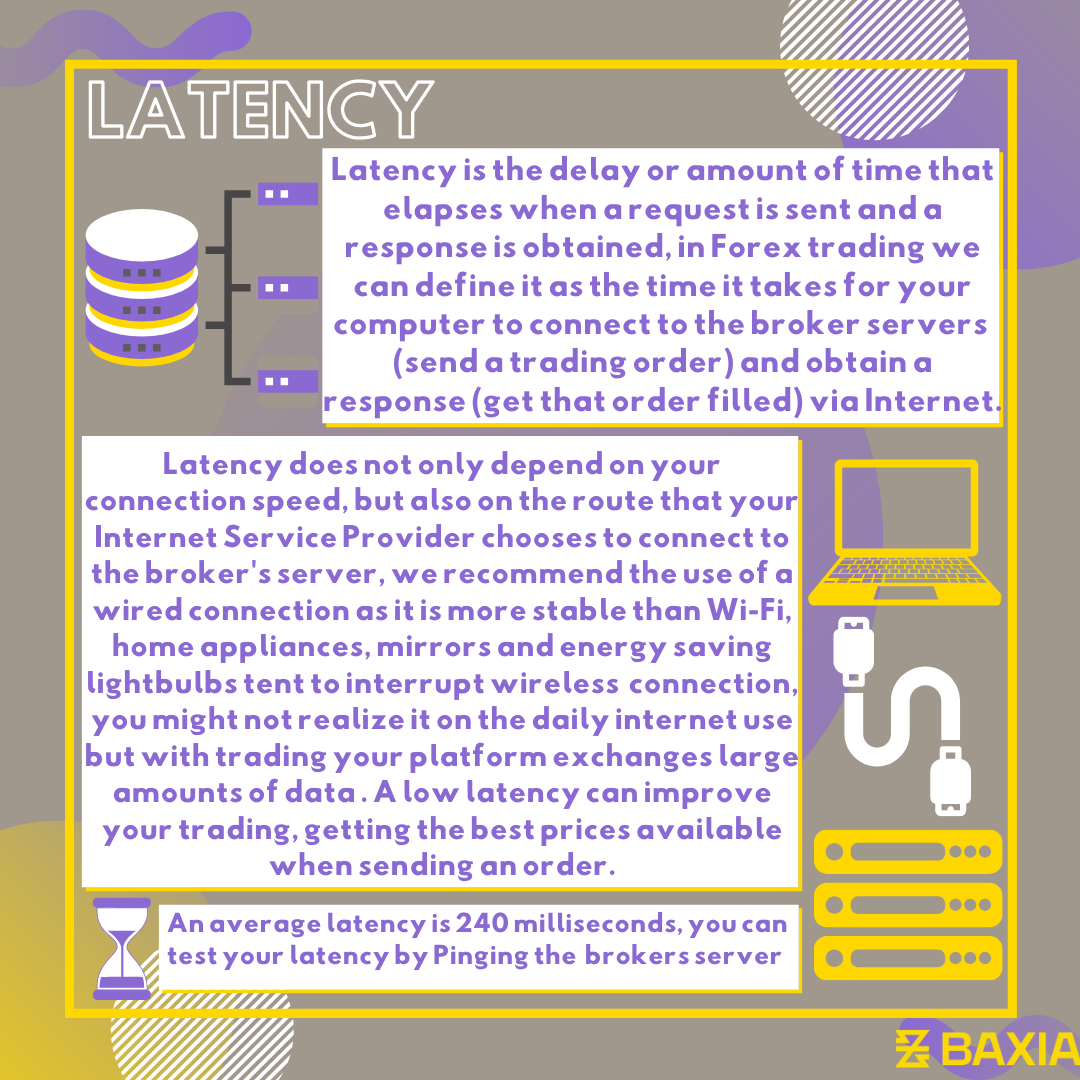 LATENCY
Latency is the delay or amount of time that
elapses when a request is sent and a
response is obtained, in Forex trading we
can define it as the time it takes for your
computer to connect to the broker servers
(send a trading order) and obtain a
response (get that order filled) via Internet.
Latency does not only depend on your
connection speed, but also on the route that your
Internet Service Provider chooses to connect to
the broker's server, we recommend the use of a
wired connection as it is more stable than Wi-Fi,
home appliances, mirrors and energy saving
lightbulbs tent to interrupt wireless connection,
you might not realize it on the daily internet use
but with trading your platform exchanges large
amounts of data . A low latency can improve
your trading, getting the best prices available
when sending an order.
An average latency is 240 milliseconds, you can
test your latency by Pinging the brokers server
BAXIA